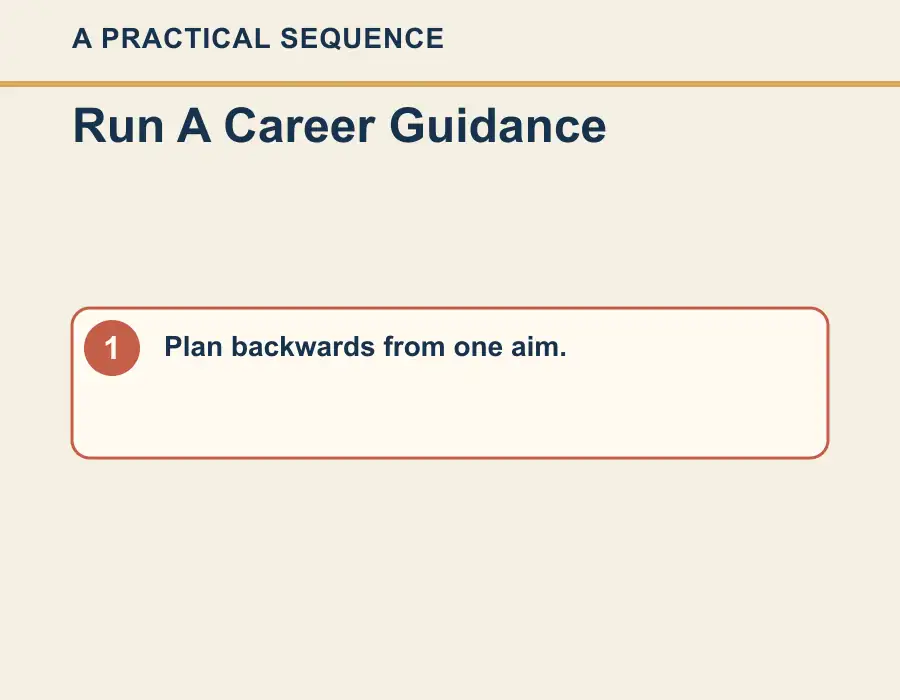 A PRACTICAL SEQUENCE
Run A Career Guidance
1 Plan backwards from one aim.